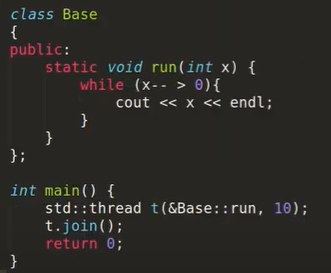 class Base
{
public:
    static void run(int x) {
        while (x-- > 0){
            cout << x << endl;
        }
    }
};

int main() {
    std::thread t(&Base::run, 10);
    t.join();
    return 0;
}